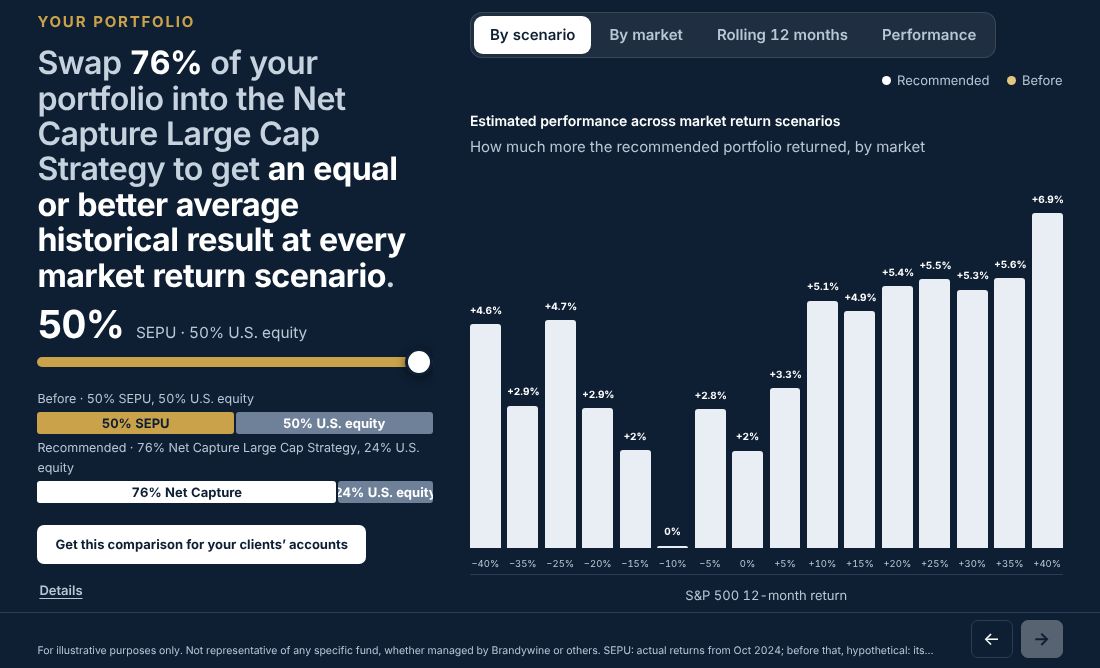 YOUR PORTFOLIO
Swap 76% of your
portfolio into the Net
Capture Large Cap
Strategy to get an equal
or better average
historical result at every
market return scenario.
50% SEPU · 50% U.S. equity
Before · 50% SEPU, 50% U.S. equity
50% SEPU 50% U.S. equity
Recommended · 76% Net Capture Large Cap Strategy, 24% U.S.
equity
76% Net Capture 24% U.S. equity
Get this comparison for your clients’ accounts
Details
By scenario By market Rolling 12 months Performance
Recommended Before
Estimated performance across market return scenarios
How much more the recommended portfolio returned, by market
+4.6% +2.9% +4.7% +2.9% +2% 0% +2.8% +2% +3.3% +5.1% +4.9% +5.4% +5.5% +5.3% +5.6% +6.9%
−40% −35% −25% −20% −15% −10% −5% 0% +5% +10% +15% +20% +25% +30% +35% +40%
S&P 500 12-month return
For illustrative purposes only. Not representative of any specific fund, whether managed by Brandywine or others. SEPU: actual returns from Oct 2024; before that, hypothetical: its…